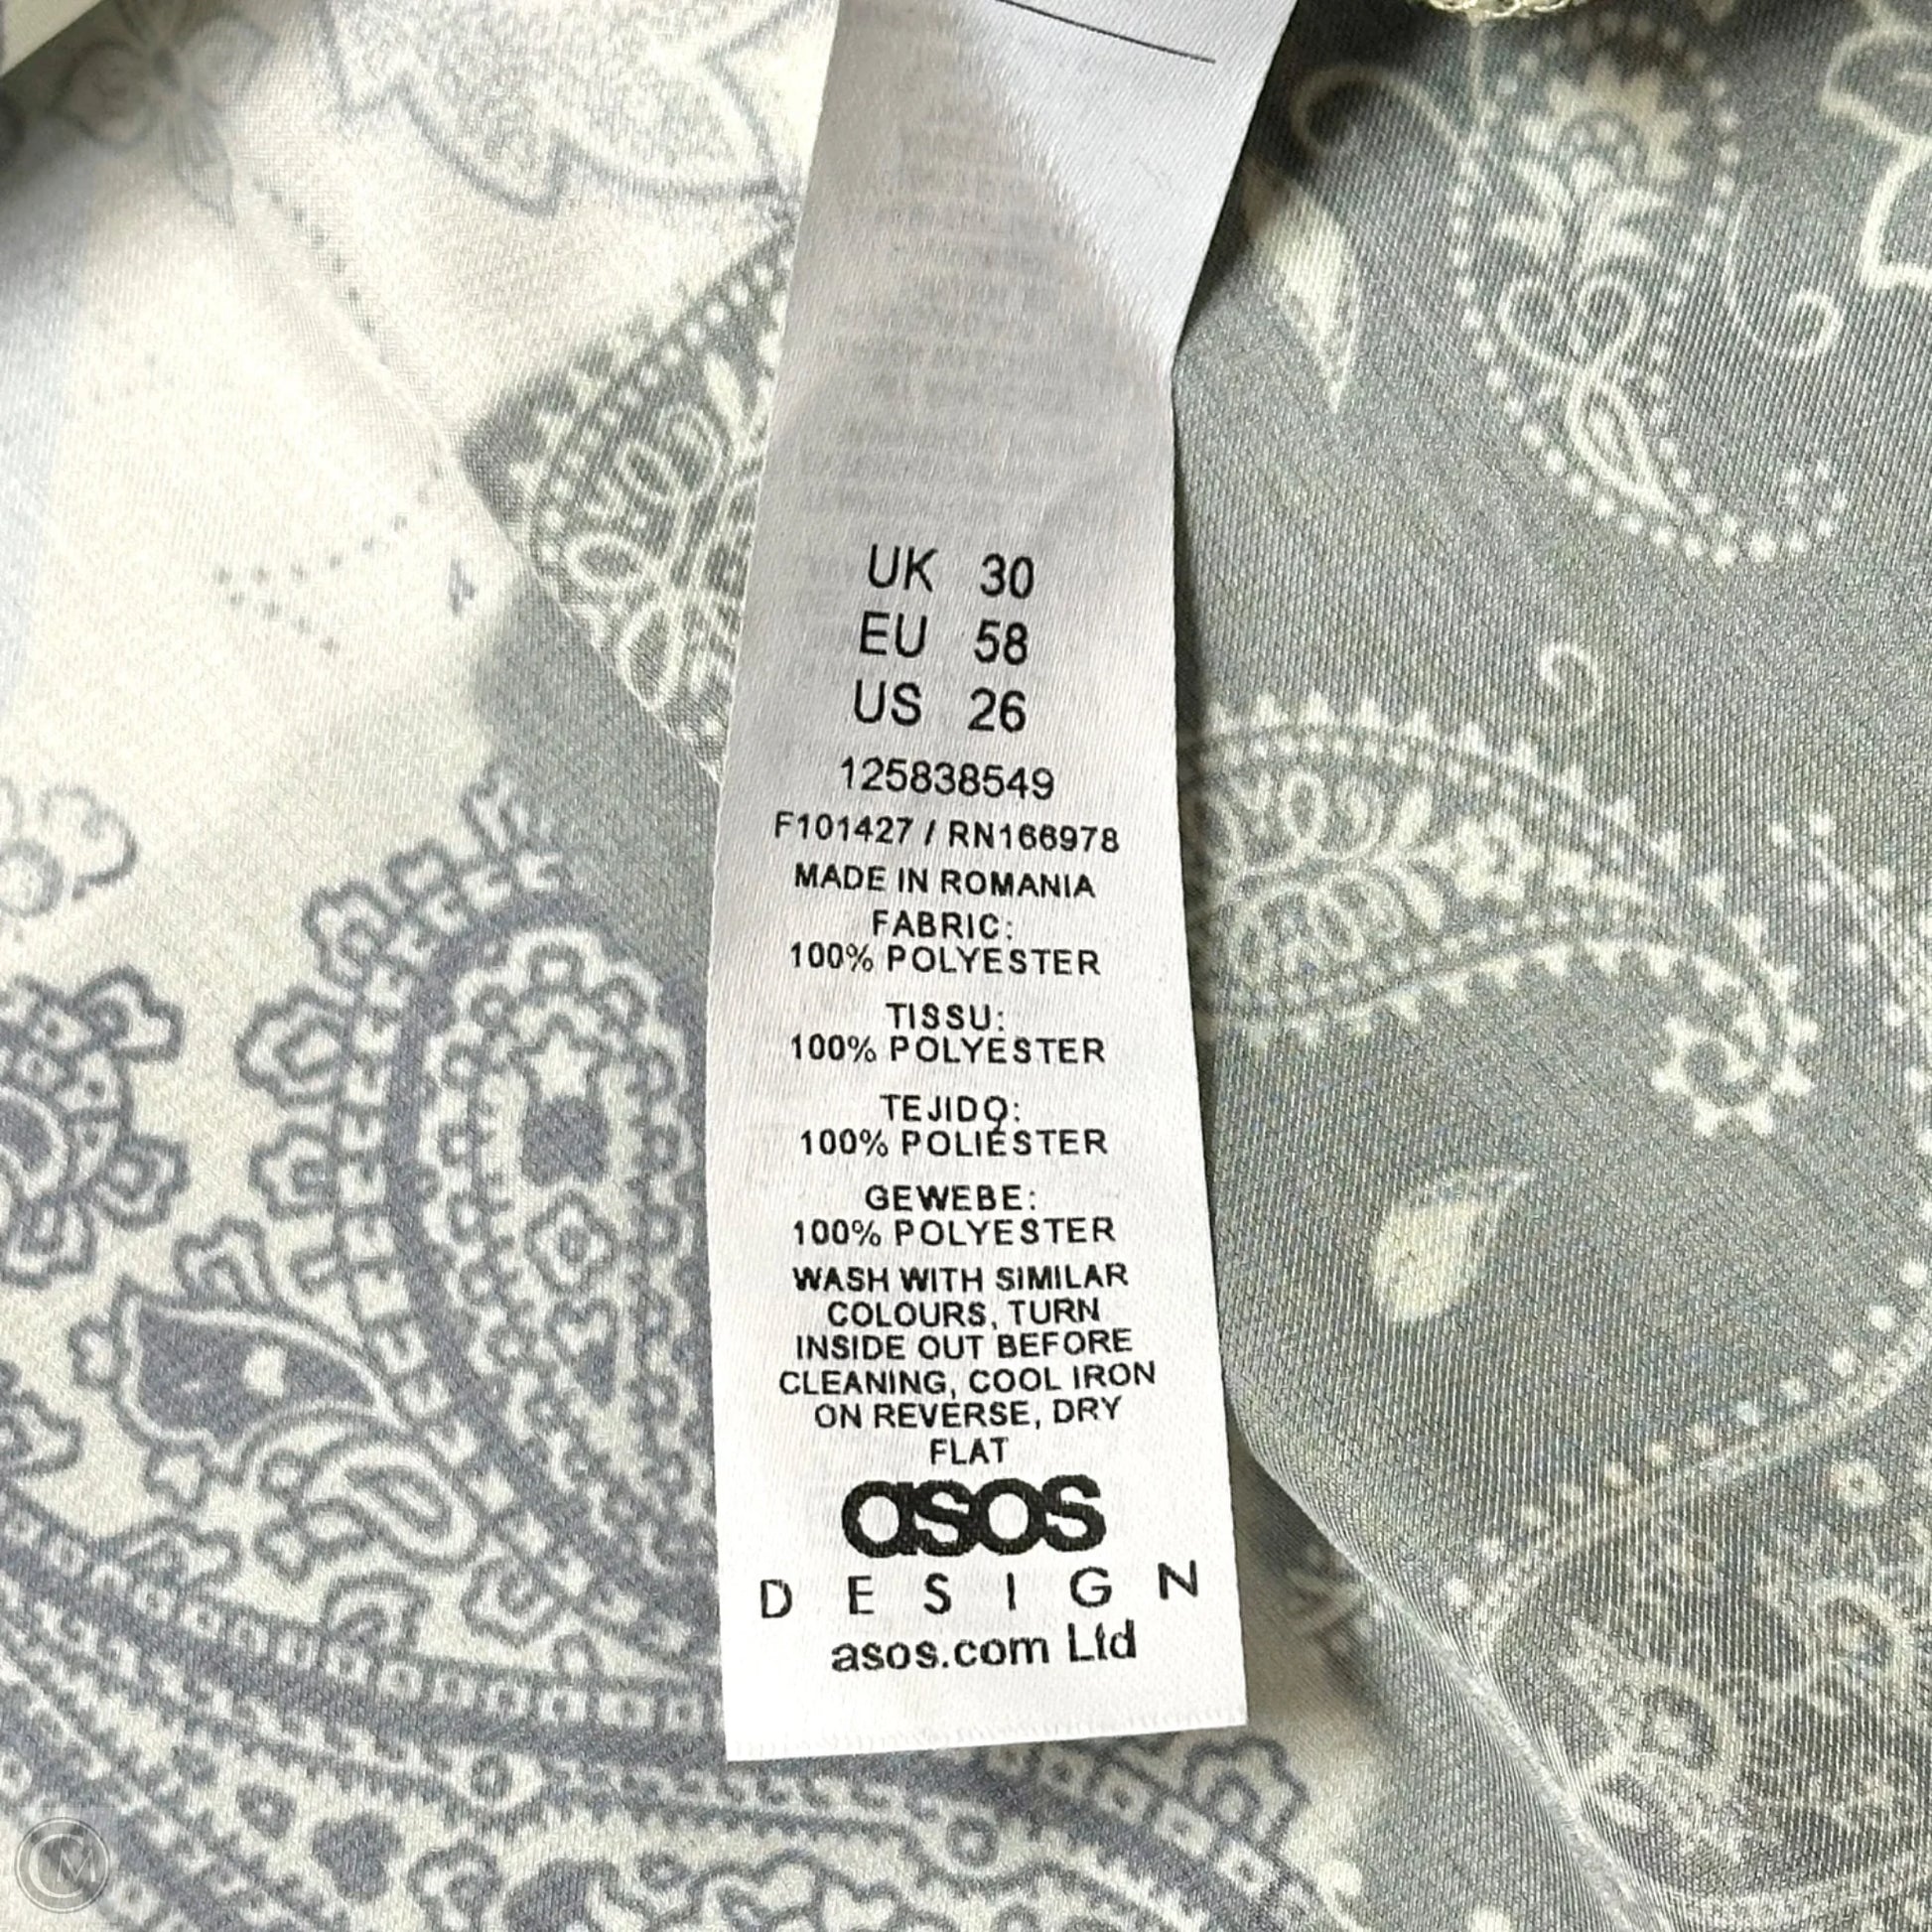 UK 30
EU 58
US 26
125838549
F101427 / RN166978
MADE IN ROMANIA
FABRIC:
100% POLYESTER
TISSU:
100% POLYESTER
TEJIDO:
100% POLIÉSTER
GEWEBE:
100% POLYESTER
WASH WITH SIMILAR
COLOURS, TURN
INSIDE OUT BEFORE
CLEANING, COOL IRON
ON REVERSE, DRY
FLAT
asos
DESIGN
asos.com Ltd
CM